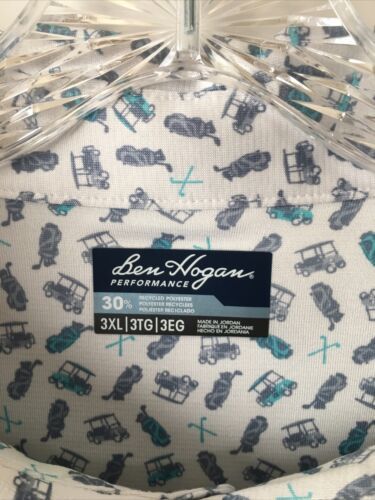 Ben Hogan®
PERFORMANCE
30%
RECYCLED POLYESTER
POLYESTER RECYCLES
POLIÉSTER RECICLADO
3XL|3TG|3EG
MADE IN JORDAN
FABRIQUÉ EN JORDANIE
HECHO EN JORDANIA